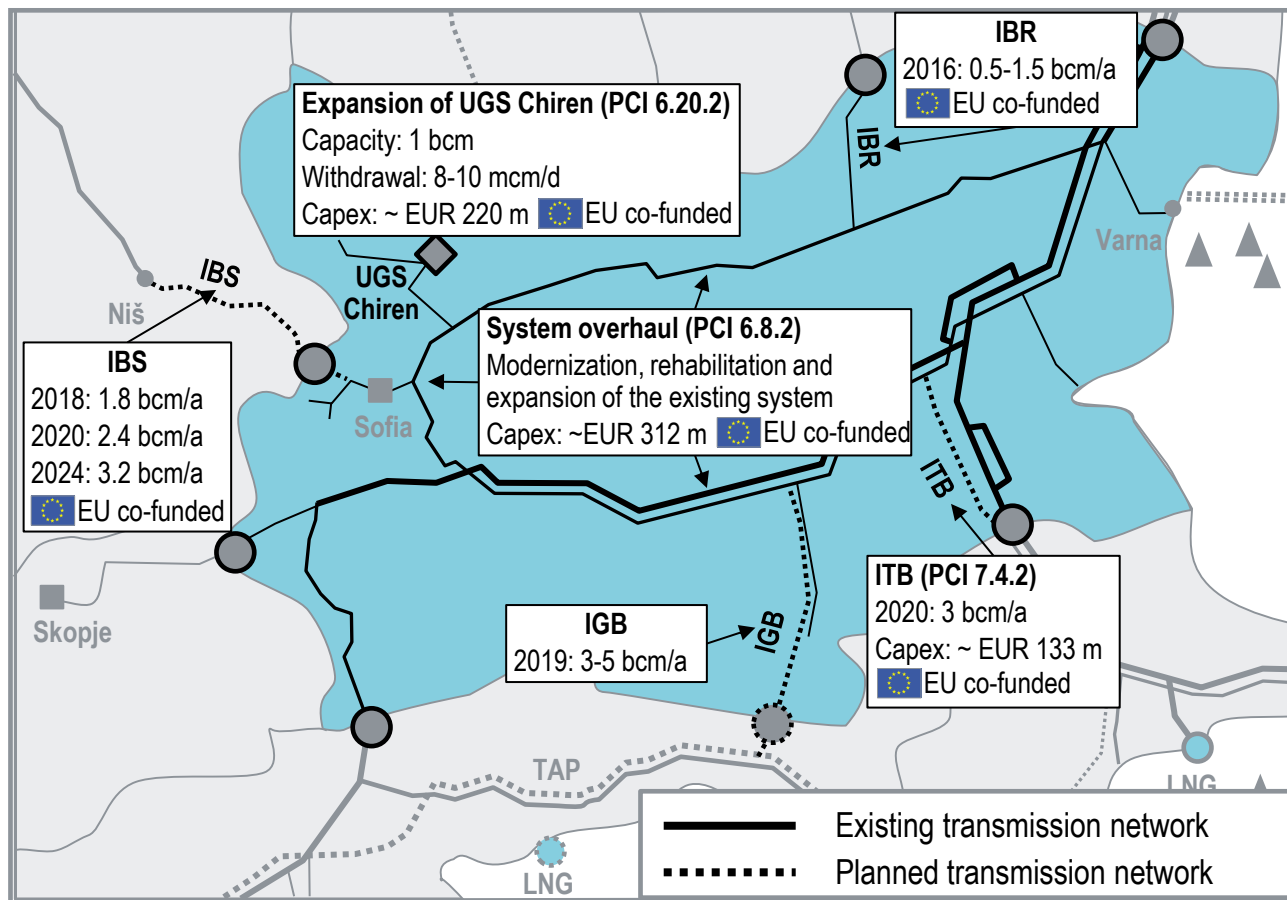 IBR
2016: 0.5-1.5 bcm/a
EU co-funded
Expansion of UGS Chiren (PCI 6.20.2)
Capacity: 1 bcm
Withdrawal: 8-10 mcm/d
Capex: ~ EUR 220 m EU co-funded
IBR
Varna
UGS
Chiren
IBS
Niš
IBS
2018: 1.8 bcm/a
2020: 2.4 bcm/a
2024: 3.2 bcm/a
EU co-funded
Sofia
System overhaul (PCI 6.8.2)
Modernization, rehabilitation and
expansion of the existing system
Capex: ~EUR 312 m EU co-funded
ITB
Skopje
IGB
2019: 3-5 bcm/a
IGB
ITB (PCI 7.4.2)
2020: 3 bcm/a
Capex: ~ EUR 133 m
EU co-funded
TAP
LNG
LNG
Existing transmission network
Planned transmission network